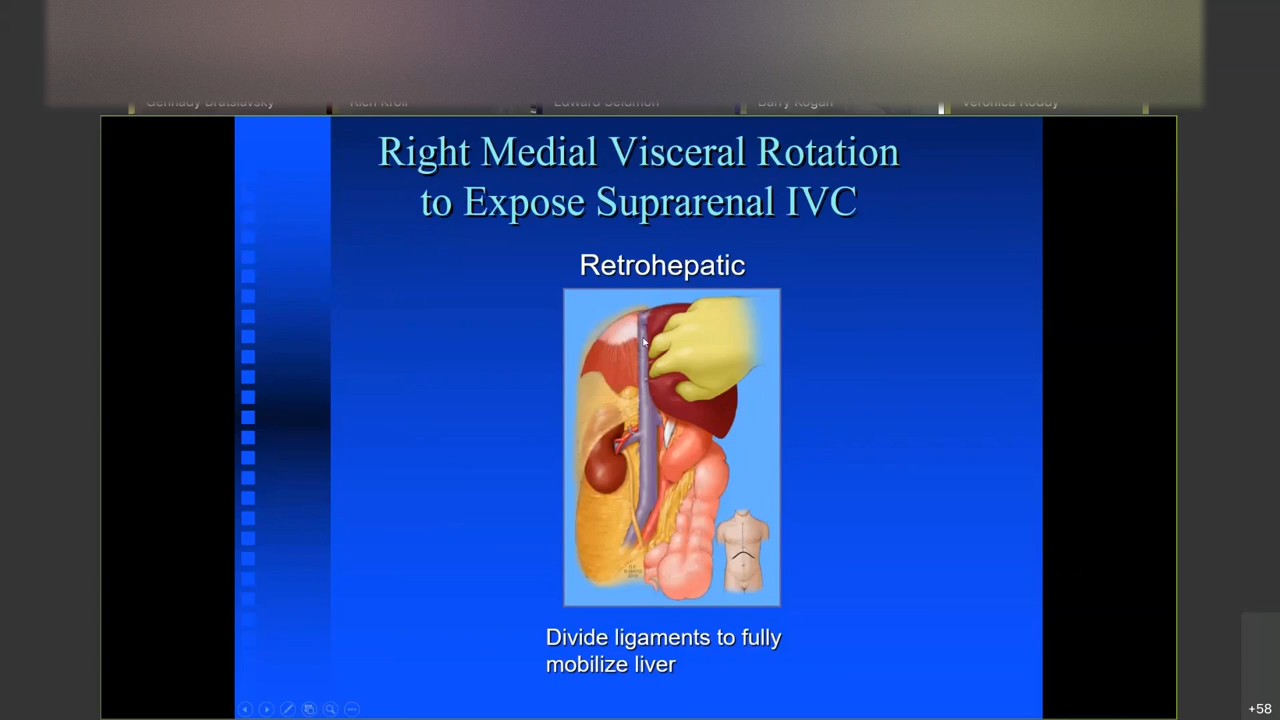 Right Medial Visceral Rotation
to Expose Suprarenal IVC
Retrohepatic
Divide ligaments to fully
mobilize liver
+58